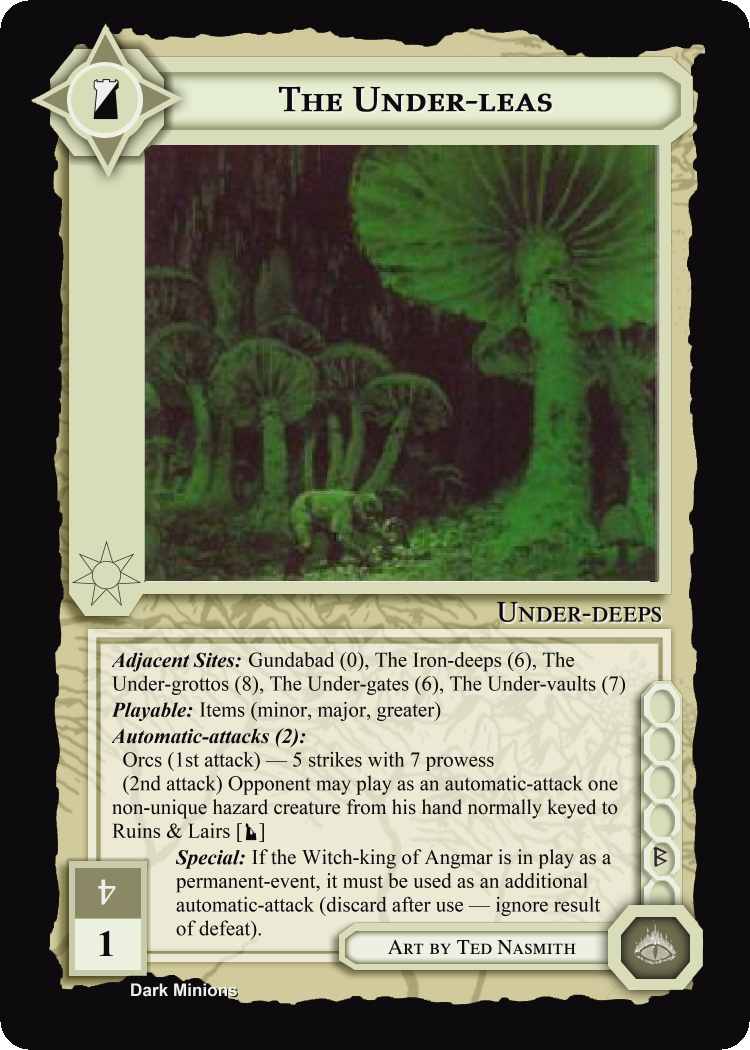 The Under-leas
Under-deeps
Adjacent Sites: Gundabad (0), The Iron-deeps (6), The
Under-grottos (8), The Under-gates (6), The Under-vaults (7)
Playable: Items (minor, major, greater)
Automatic-attacks (2):
Orcs (1st attack) — 5 strikes with 7 prowess
(2nd attack) Opponent may play as an automatic-attack one
non-unique hazard creature from his hand normally keyed to
Ruins & Lairs [ ]
Special: If the Witch-king of Angmar is in play as a
permanent-event, it must be used as an additional
automatic-attack (discard after use — ignore result
of defeat).
4
1
Art by Ted Nasmith
Dark Minions